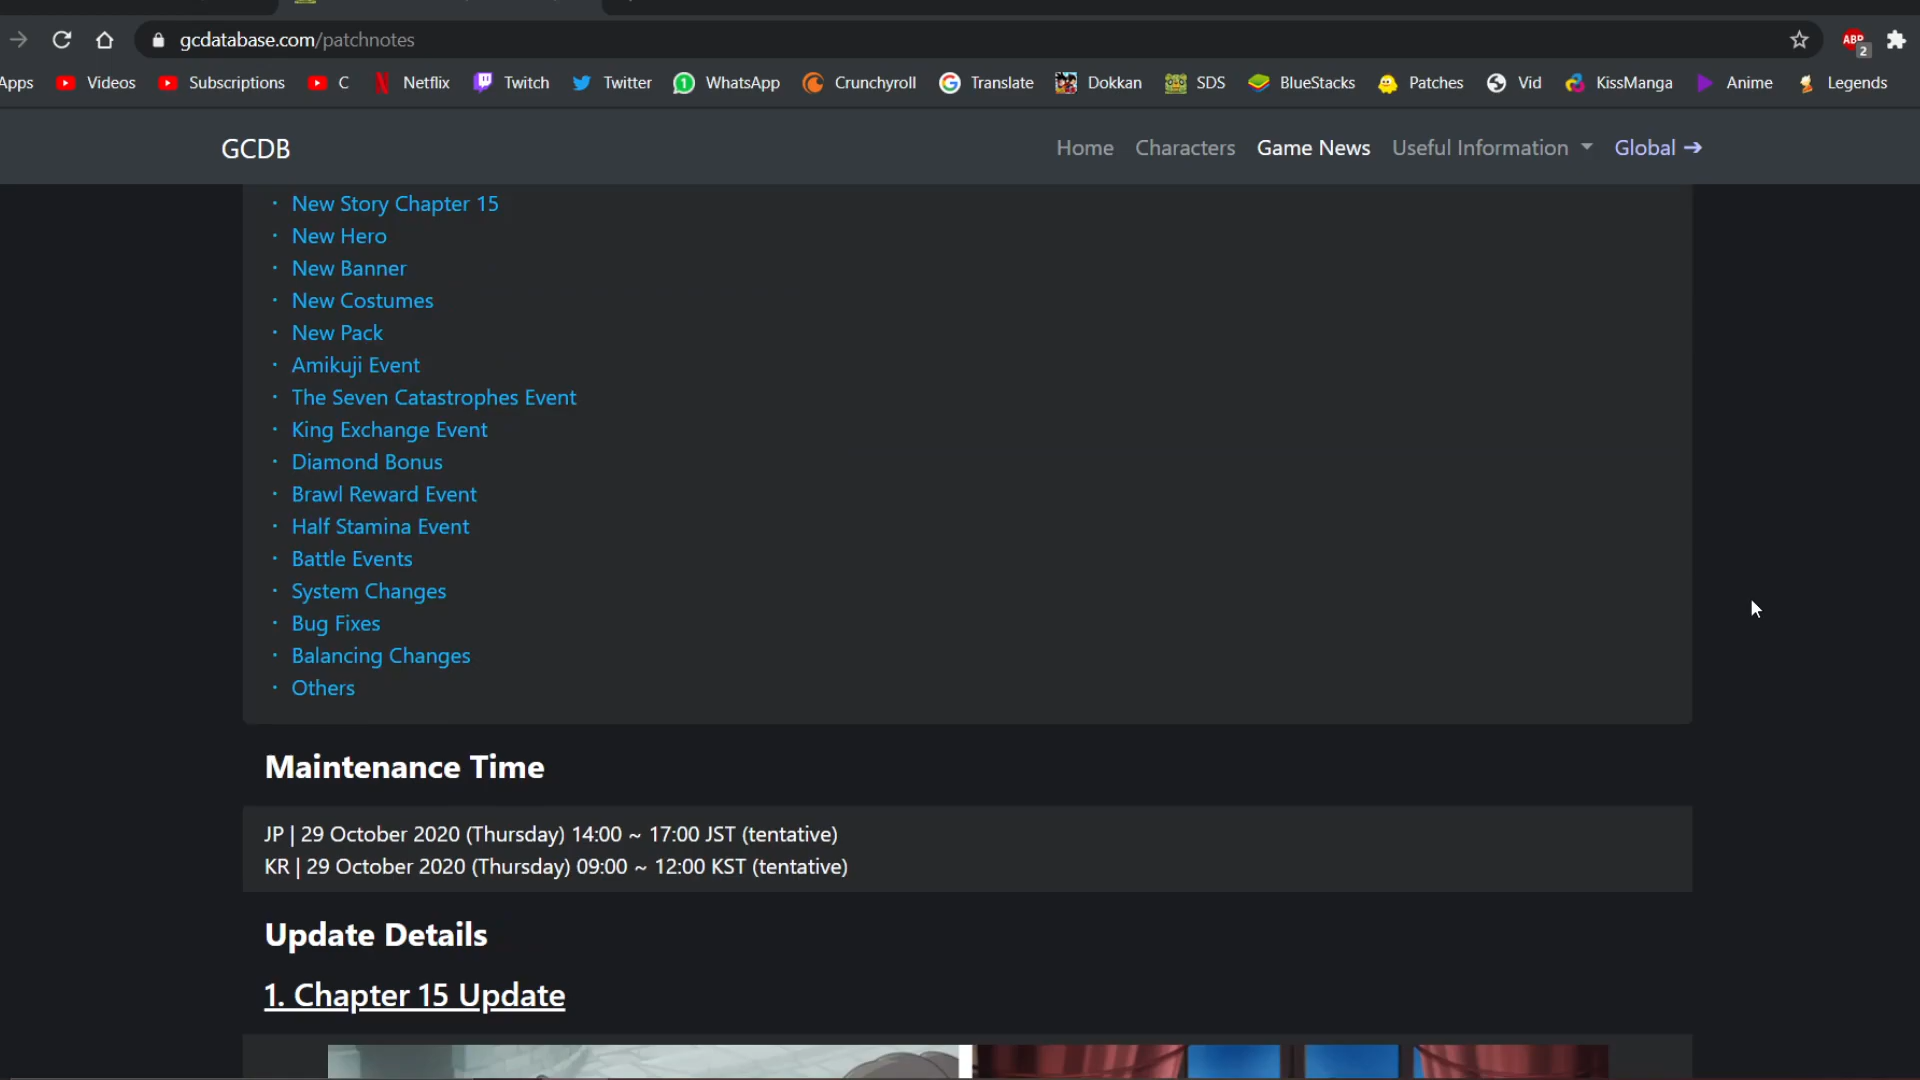 gcdatabase.com/patchnotes
ABP 2
Apps Videos Subscriptions C Netflix Twitch Twitter WhatsApp Crunchyroll Translate Dokkan SDS BlueStacks Patches Vid KissManga Anime Legends
GCDB Home Characters Game News Useful Information Global →
· New Story Chapter 15
· New Hero
· New Banner
· New Costumes
· New Pack
· Amikuji Event
· The Seven Catastrophes Event
· King Exchange Event
· Diamond Bonus
· Brawl Reward Event
· Half Stamina Event
· Battle Events
· System Changes
· Bug Fixes
· Balancing Changes
· Others
Maintenance Time
JP | 29 October 2020 (Thursday) 14:00 ~ 17:00 JST (tentative)
KR | 29 October 2020 (Thursday) 09:00 ~ 12:00 KST (tentative)
Update Details
1. Chapter 15 Update